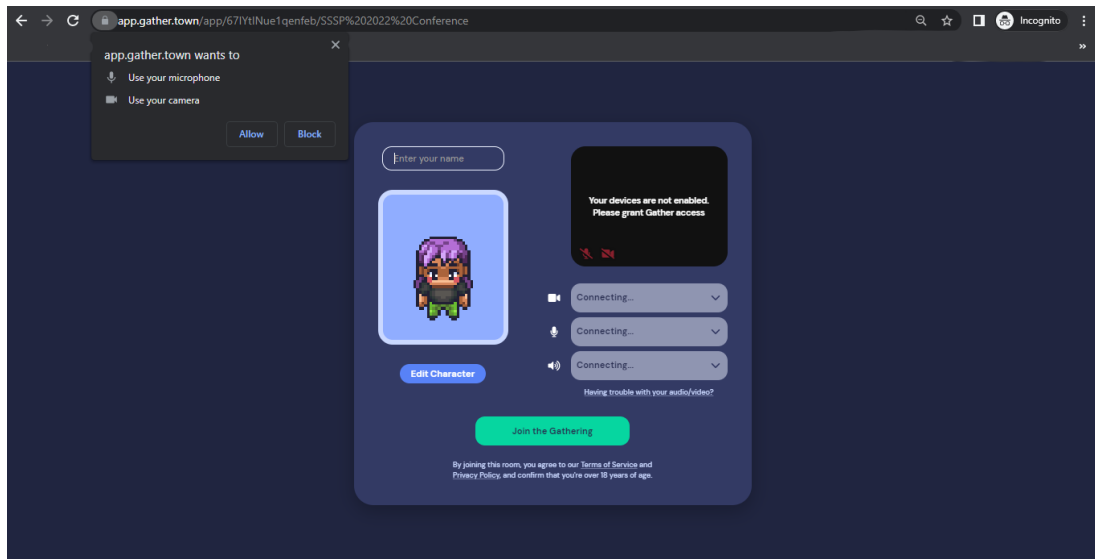 app.gather.town/app/67IYtlNue1qenfeb/SSSP%202022%20Conference
Incognito
app.gather.town wants to
Use your microphone
Use your camera
Allow
Block
Enter your name
Your devices are not enabled.
Please grant Gather access
Connecting...
Connecting...
Connecting...
Edit Character
Having trouble with your audio/video?
Join the Gathering
By joining this room, you agree to our Terms of Service and
Privacy Policy, and confirm that you're over 18 years of age.